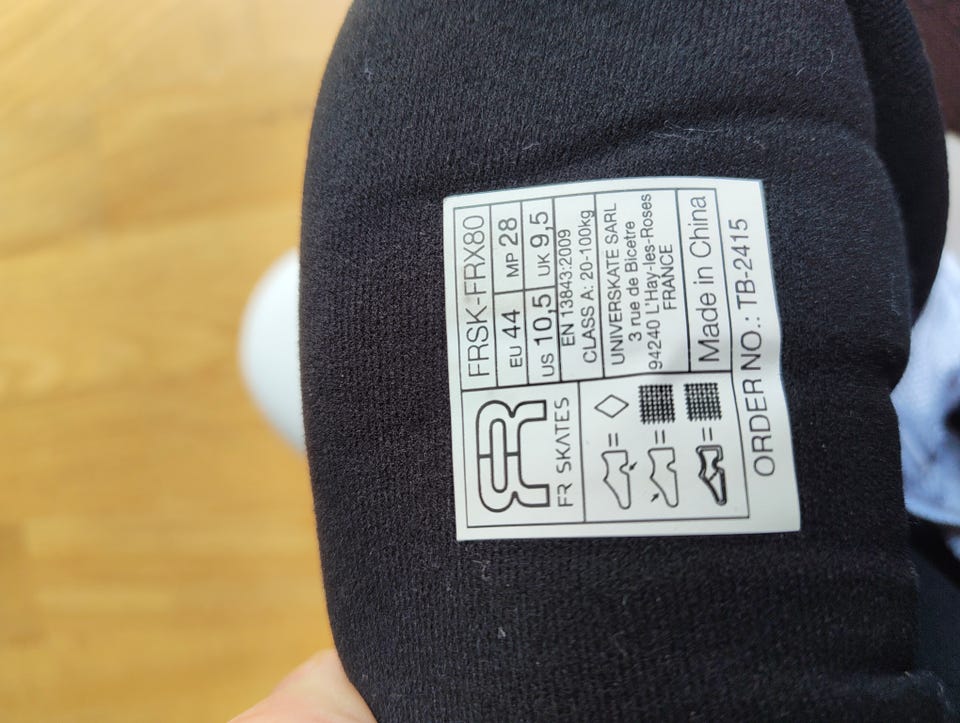 FRSK-FRX80
EU 44 MP 28
US 10,5 UK 9,5
EN 13843:2009
CLASS A: 20-100kg
UNIVERSKATE SARL
3 rue de Bicetre
94240 L'Hay-les-Roses
FRANCE
Made in China
FR SKATES
=
=
=
ORDER NO.: TB-2415